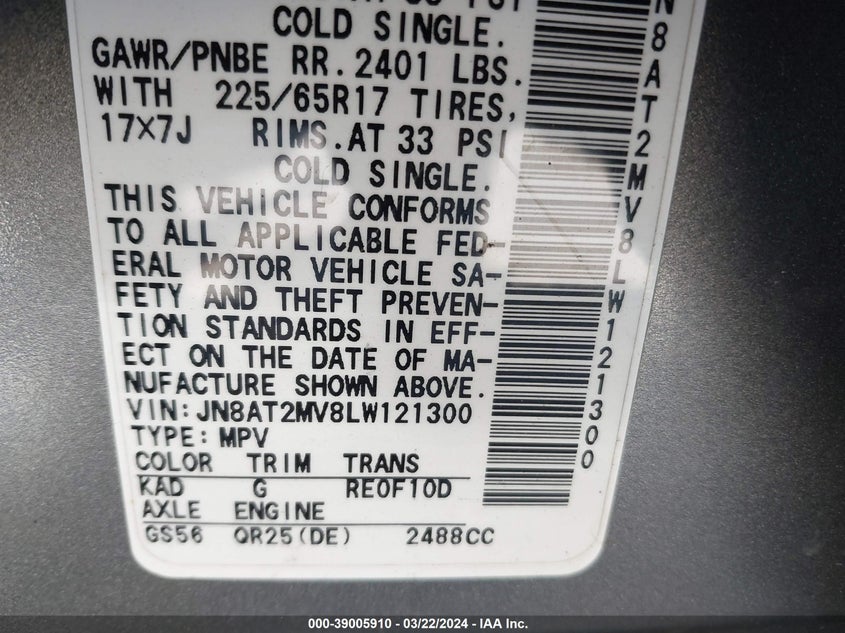 COLD SINGLE.
GAWR/PNBE RR. 2401 LBS.
WITH 225/65R17 TIRES,
17X7J RIMS. AT 33 PSI
COLD SINGLE.
THIS VEHICLE CONFORMS
TO ALL APPLICABLE FED-
ERAL MOTOR VEHICLE SA-
FETY AND THEFT PREVEN-
TION STANDARDS IN EFF-
ECT ON THE DATE OF MA-
NUFACTURE SHOWN ABOVE.
VIN:JN8AT2MV8LW121300
TYPE:MPV
COLOR TRIM TRANS
KAD G RE0F10D
AXLE ENGINE
GS56 QR25(DE) 2488CC
N8AT2MV8LW121300
000-39005910 - 03/22/2024 - IAA Inc.